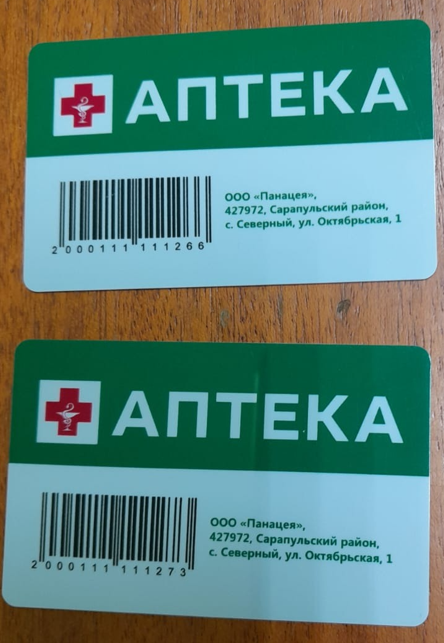 АПТЕКА
ООО «Панацея»,
427972, Сарапульский район,
с. Северный, ул. Октябрьская, 1
2 000111 111266
АПТЕКА
ООО «Панацея»,
427972, Сарапульский район,
с. Северный, ул. Октябрьская, 1
2 000111 111273